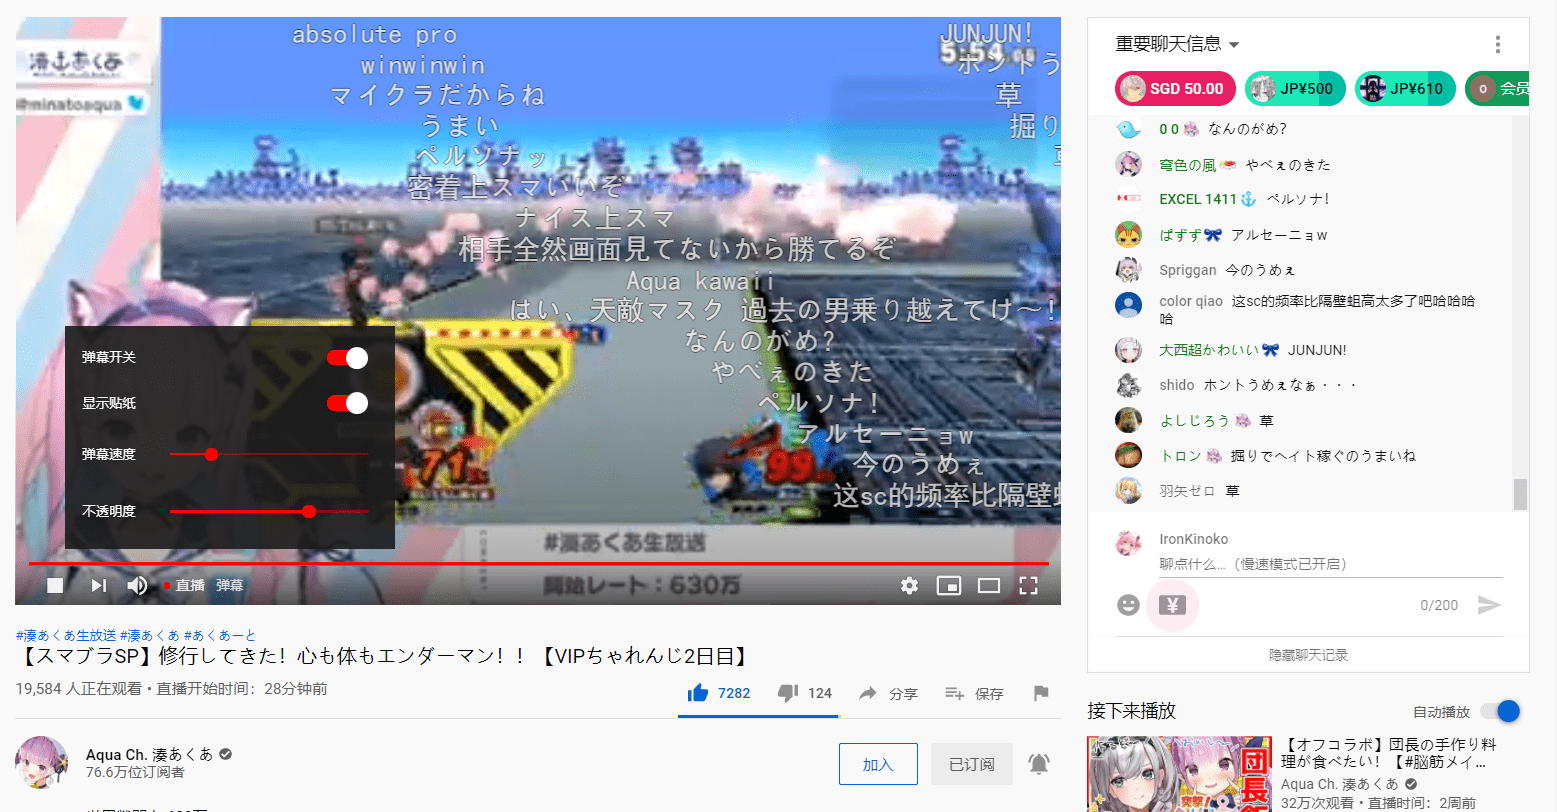 湊あくあ
@minatoaqua
5:54
absolute pro
winwinwin
マイクラだからね
うまい
ペルソナッ
密着上スマいいぞ
ナイス上スマ
相手全然画面見てないから勝てるぞ
Aqua kawaii
はい、天敵マスク 過去の男乗り越えてけ～！
なんのがめ？
やべぇのきた
ペルソナ！
アルセーニョw
今のうめぇ
这sc的频率比隔壁蛆
JUNJUN！
ホントう
草
掘り
弹幕开关
显示贴纸
弹幕速度
不透明度
71
99
#湊あくあ生放送
開始レート：630万
直播 弹幕
#湊あくあ生放送 #湊あくあ #あくあーと
【スマブラSP】修行してきた！心も体もエンダーマン！！【VIPちゃれんじ2日目】
19,584 人正在观看 • 直播开始时间：28分钟前
7282 124 分享 保存
Aqua Ch. 湊あくあ
76.6万位订阅者
加入 已订阅
重要聊天信息
SGD 50.00 JP¥500 JP¥610 0 会员
0 0 なんのがめ？
穹色の風 やべぇのきた
EXCEL 1411 ペルソナ！
ぱずず アルセーニョw
Spriggan 今のうめぇ
color qiao 这sc的频率比隔壁蛆高太多了吧哈哈哈
哈
大西超かわいい JUNJUN!
shido ホントうめぇなぁ・・・
よしじろう 草
トロン 掘りでヘイト稼ぐのうまいね
羽矢ゼロ 草
IronKinoko
聊点什么...（慢速模式已开启）
0/200
隐藏聊天记录
接下来播放 自动播放
【オフコラボ】団長の手作り料
理が食べたい！【#脳筋メイ...
Aqua Ch. 湊あくあ
32万次观看 • 直播时间：2周前